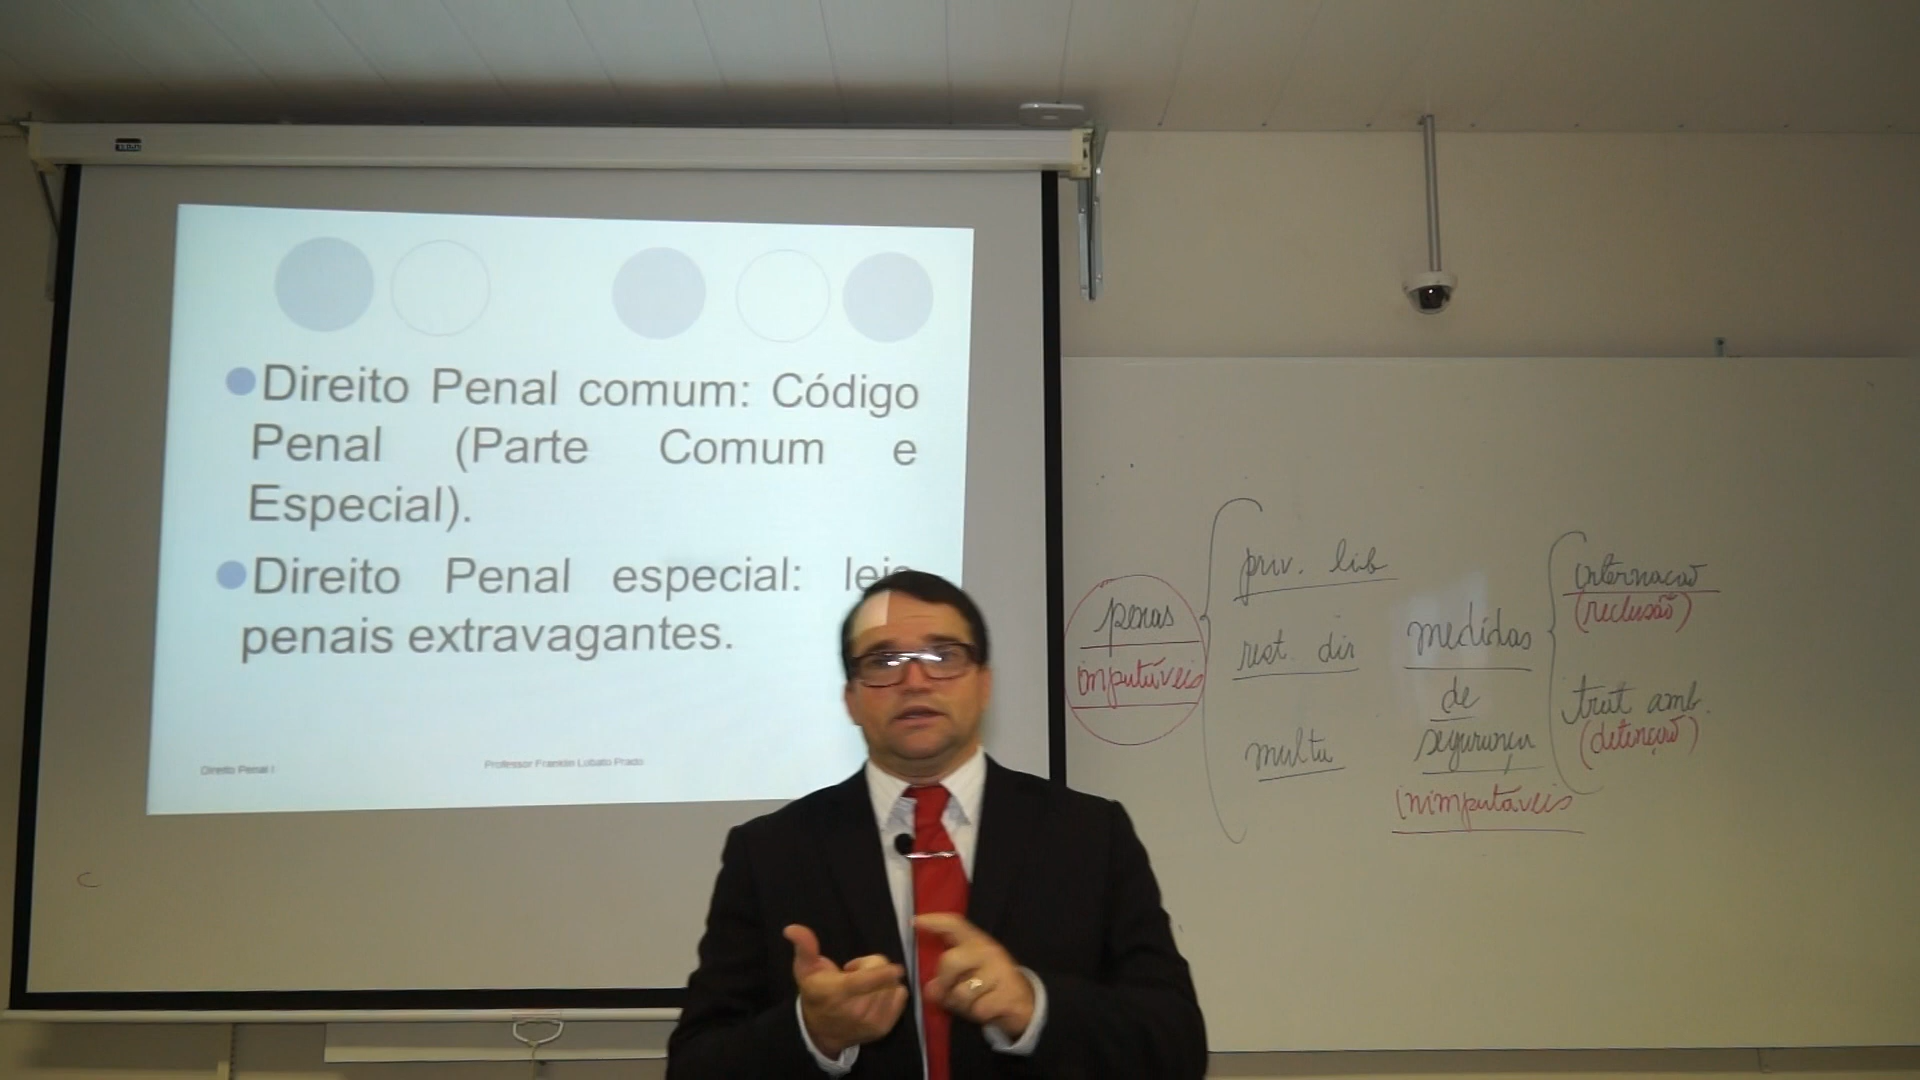 Direito Penal comum: Código
Penal (Parte Comum e
Especial).
Direito Penal especial: leis
penais extravagantes.
Direito Penal I
Professor Franklin Lobato Prado
penas
imputáveis
priv. lib
rest. dir
multa
medidas
de
segurança
inimputáveis
internação
(reclusão)
trat amb.
(detenção)